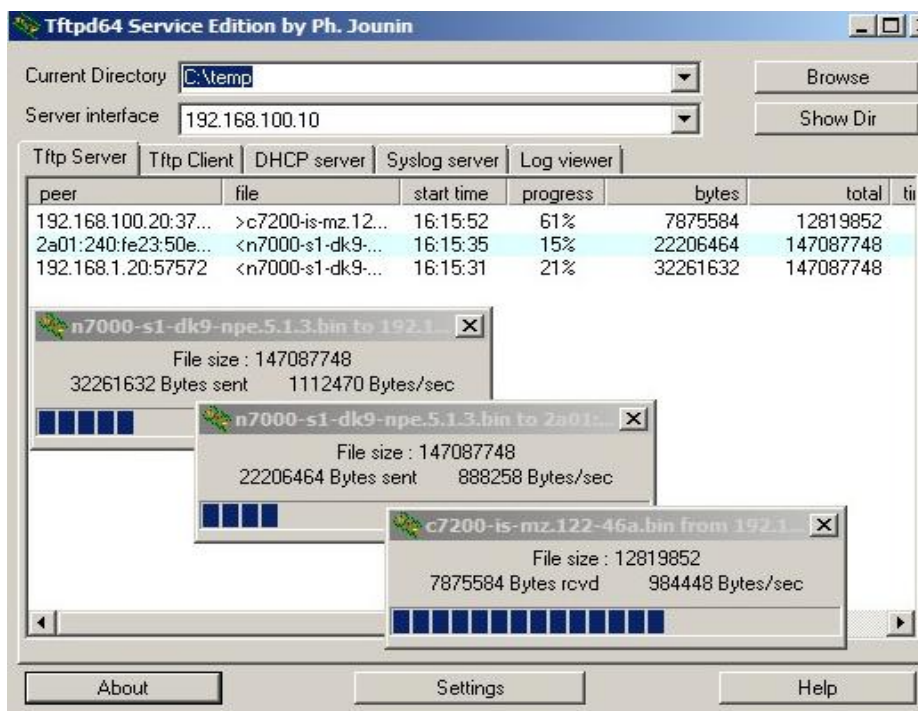 Tftpd64 Service Edition by Ph. Jounin
Current Directory C:\temp Browse
Server interface 192.168.100.10 Show Dir
Tftp Server Tftp Client DHCP server Syslog server Log viewer
peer file start time progress bytes total
192.168.100.20:37... >c7200-is-mz.12... 16:15:52 61% 7875584 12819852
2a01:240:fe23:50e... <n7000-s1-dk9-... 16:15:35 15% 22206464 147087748
192.168.1.20:57572 <n7000-s1-dk9-... 16:15:31 21% 32261632 147087748
n7000-s1-dk9-npe.5.1.3.bin to 192.1...
File size : 147087748
32261632 Bytes sent 1112470 Bytes/sec
n7000-s1-dk9-npe.5.1.3.bin to 2a01:...
File size : 147087748
22206464 Bytes sent 888258 Bytes/sec
c7200-is-mz.122-46a.bin from 192.1...
File size : 12819852
7875584 Bytes rcvd 984448 Bytes/sec
About Settings Help